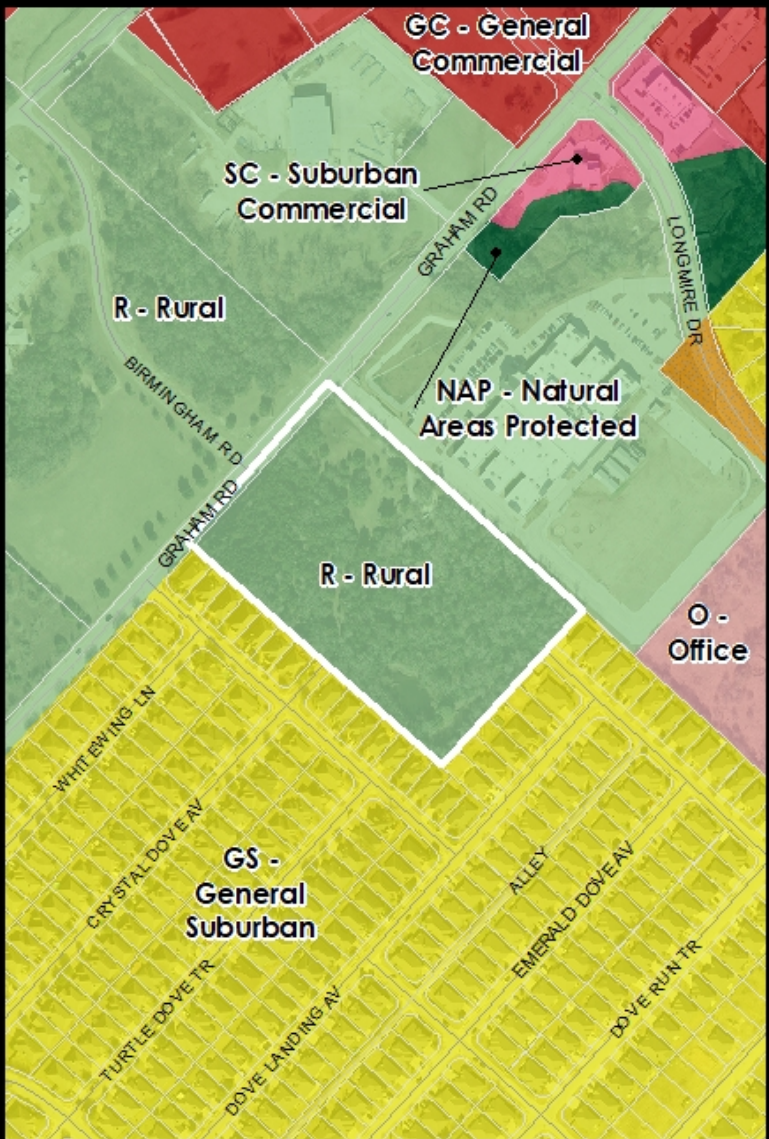 GC - General
Commercial
SC - Suburban
Commercial
GRAHAM RD
LONGMIRE DR
R - Rural
BIRMINGHAM RD
NAP - Natural
Areas Protected
GRAHAM RD
R - Rural
O -
Office
WHITEWING LN
CRYSTAL DOVE AV
GS -
General
Suburban
ALLEY
EMERALD DOVE AV
TURTLE DOVE TR
DOVE LANDING AV
DOVE RUN TR